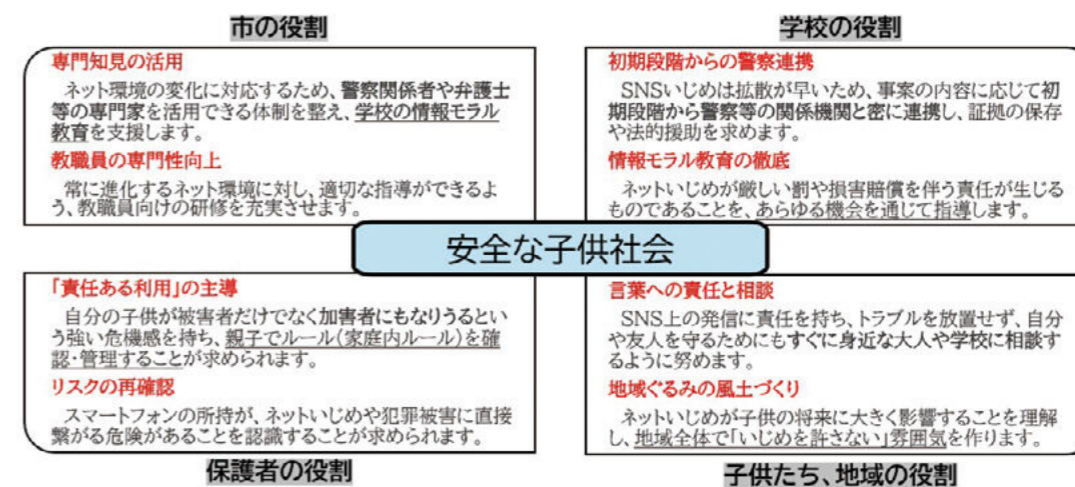 市の役割
専門知見の活用
ネット環境の変化に対応するため、警察関係者や弁護士
等の専門家を活用できる体制を整え、学校の情報モラル
教育を支援します。
教職員の専門性向上
常に進化するネット環境に対し、適切な指導ができるよ
う、教職員向けの研修を充実させます。
学校の役割
初期段階からの警察連携
SNSいじめは拡散が早いため、事案の内容に応じて初
期段階から警察等の関係機関と密に連携し、証拠の保存
や法的援助を求めます。
情報モラル教育の徹底
ネットいじめが厳しい罰や損害賠償を伴う責任が生じる
ものであることを、あらゆる機会を通じて指導します。
安全な子供社会
「責任ある利用」の主導
自分の子供が被害者だけでなく加害者にもなりうるとい
う強い危機感を持ち、親子でルール(家庭内ルール)を確
認・管理することが求められます。
リスクの再確認
スマートフォンの所持が、ネットいじめや犯罪被害に直接
繋がる危険があることを認識することが求められます。
保護者の役割
言葉への責任と相談
SNS上の発信に責任を持ち、トラブルを放置せず、自分
や友人を守るためにもすぐに身近な大人や学校に相談す
るように努めます。
地域ぐるみの風土づくり
ネットいじめが子供の将来に大きく影響することを理解
し、地域全体で「いじめを許さない」雰囲気を作ります。
子供たち、地域の役割